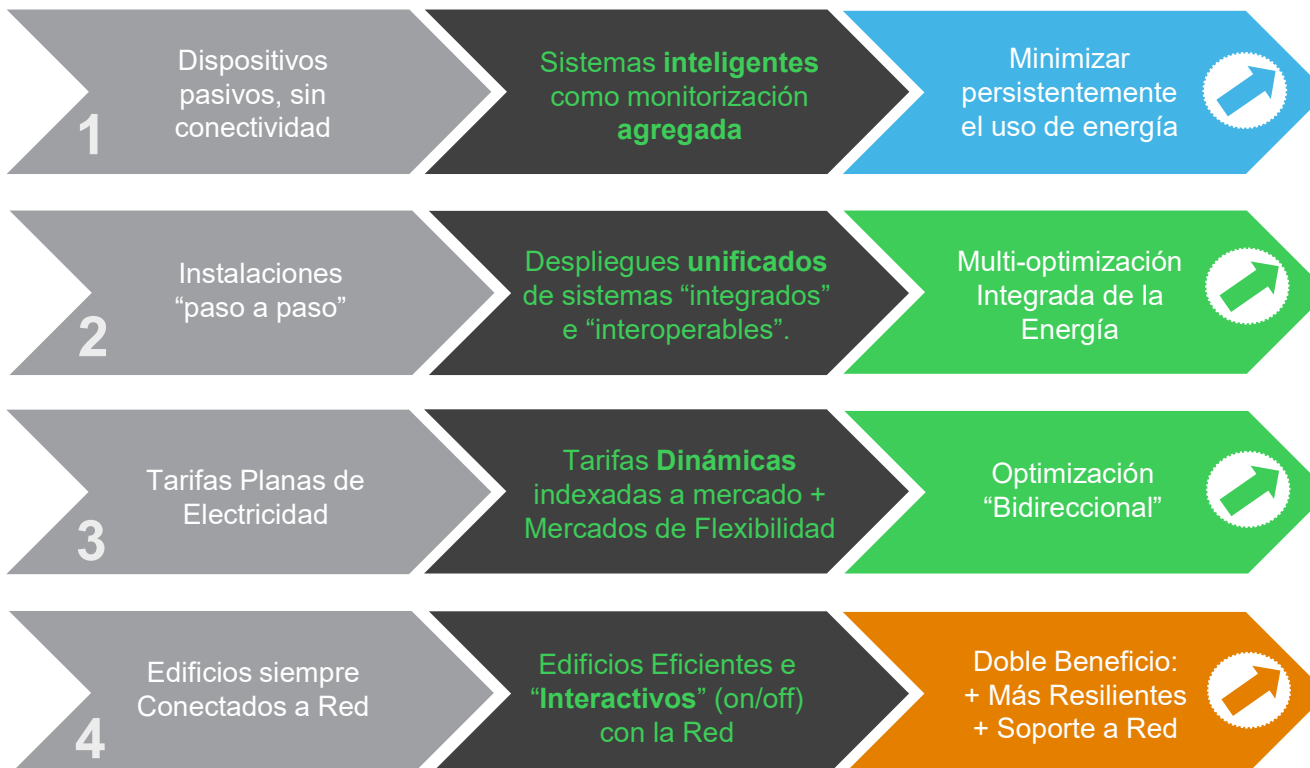 1
Dispositivos
pasivos, sin
conectividad
Sistemas inteligentes
como monitorización
agregada
Minimizar
persistentemente
el uso de energía
2
Instalaciones
“paso a paso”
Despliegues unificados
de sistemas “integrados”
e “interoperables”.
Multi-optimización
Integrada de la
Energía
3
Tarifas Planas de
Electricidad
Tarifas Dinámicas
indexadas a mercado +
Mercados de Flexibilidad
Optimización
“Bidireccional”
4
Edificios siempre
Conectados a Red
Edificios Eficientes e
“Interactivos” (on/off)
con la Red
Doble Beneficio:
+ Más Resilientes
+ Soporte a Red